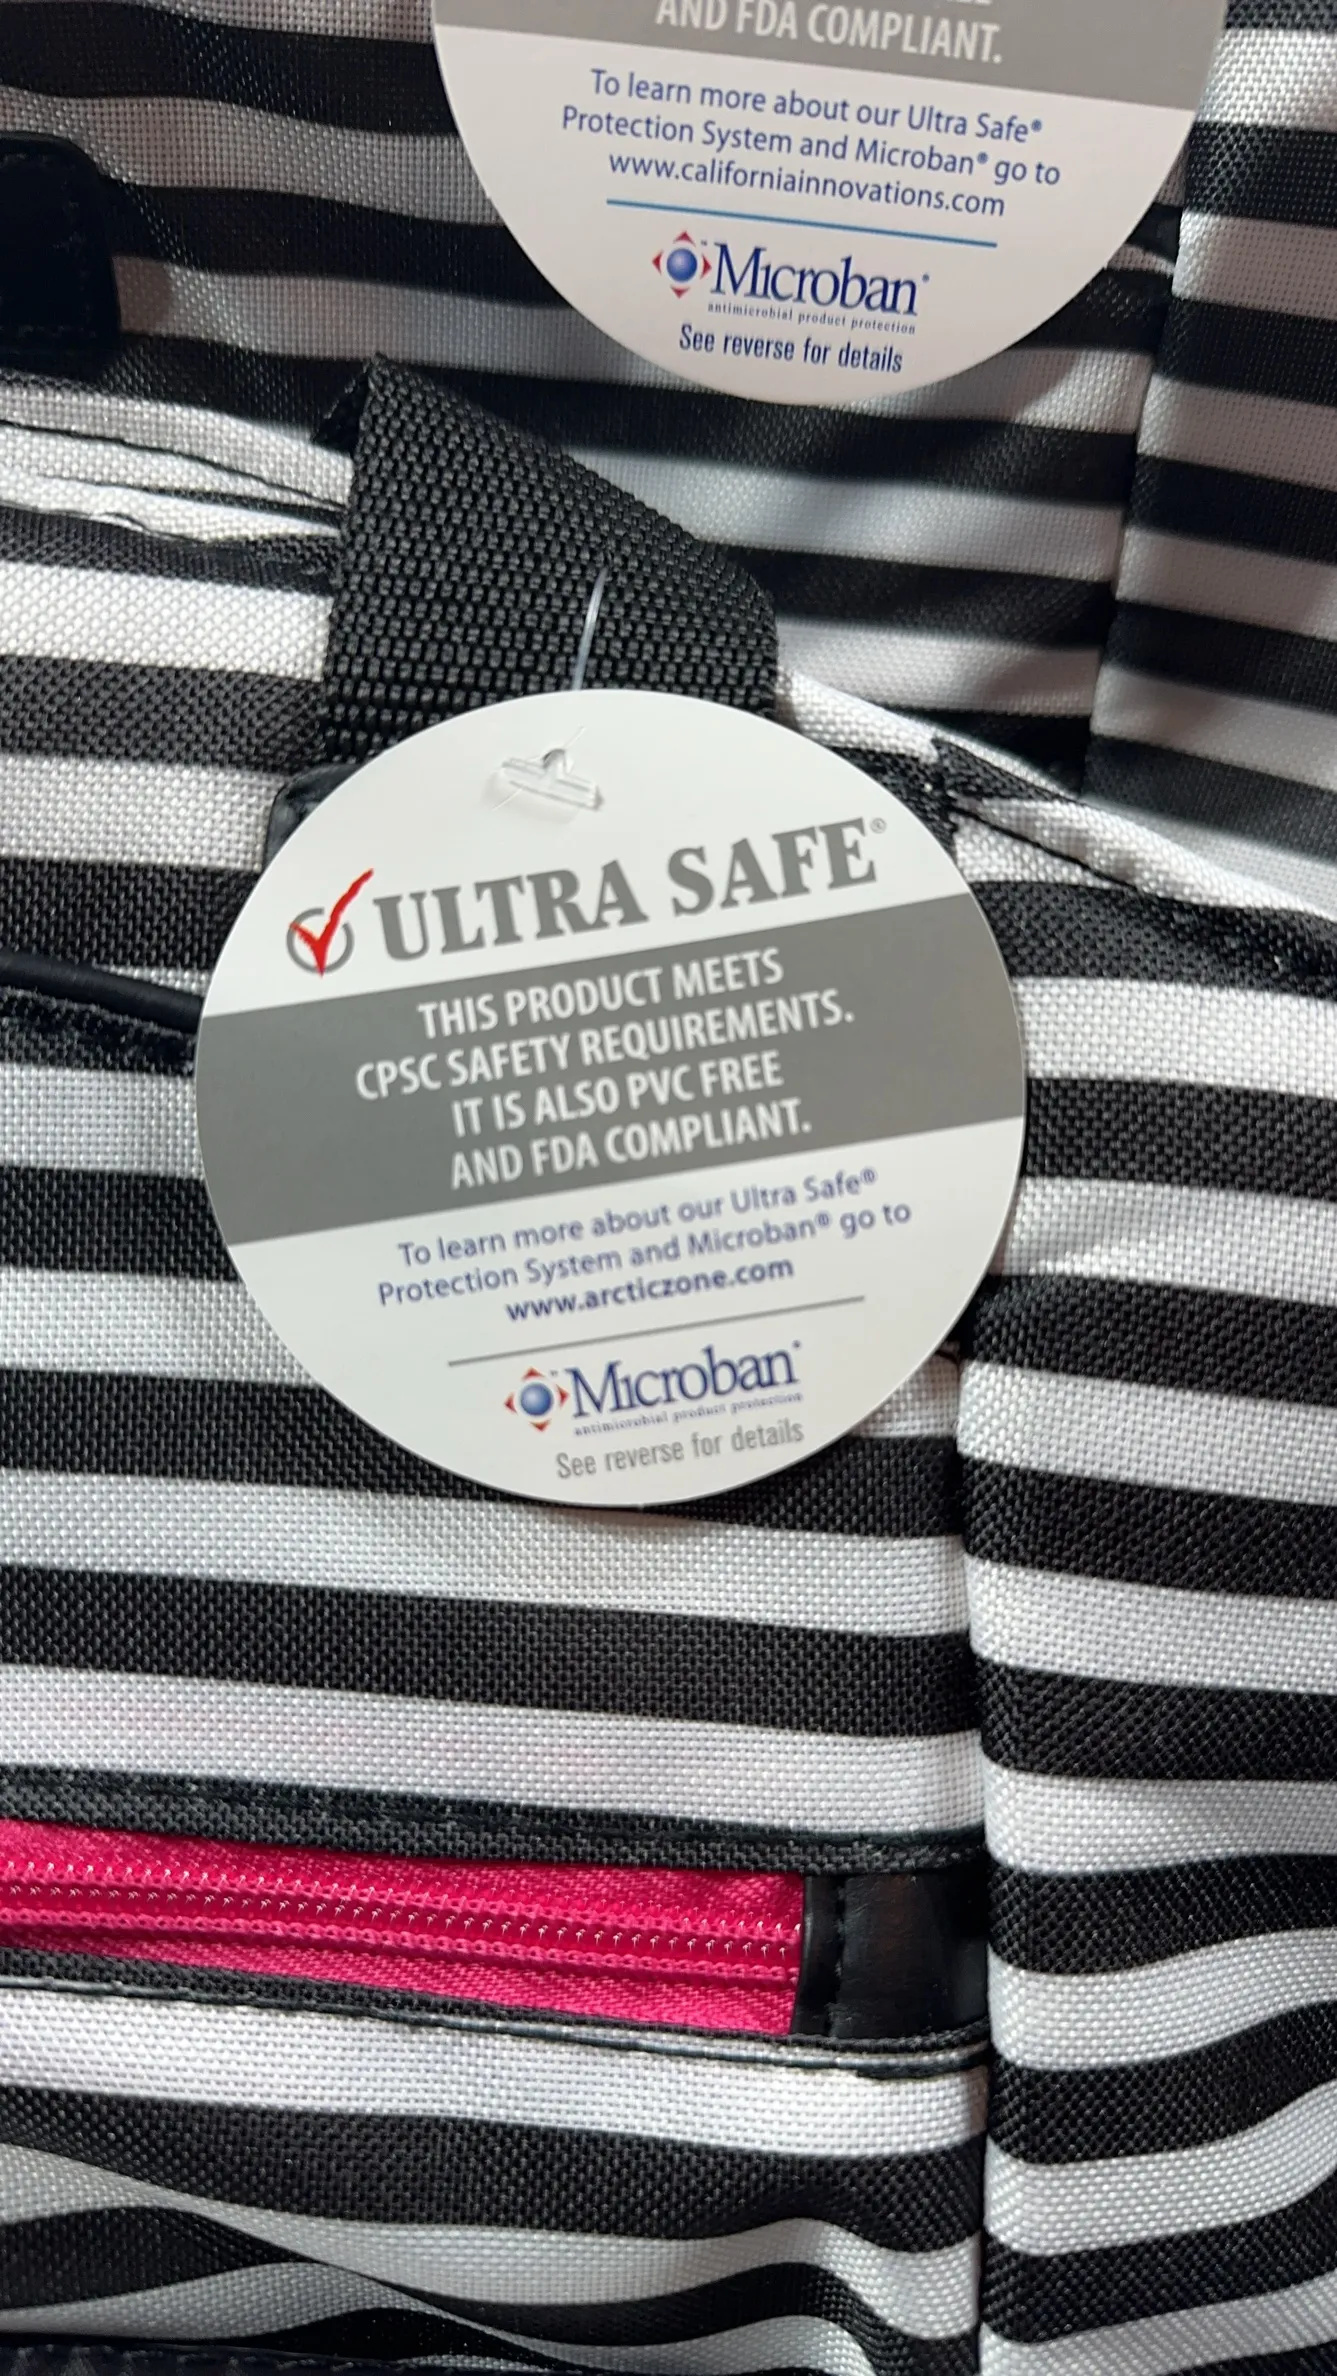 AND FDA COMPLIANT.
To learn more about our Ultra Safe®
Protection System and Microban® go to
www.californiainnovations.com
Microban
antimicrobial product protection
See reverse for details
ULTRA SAFE®
THIS PRODUCT MEETS
CPSC SAFETY REQUIREMENTS.
IT IS ALSO PVC FREE
AND FDA COMPLIANT.
To learn more about our Ultra Safe®
Protection System and Microban® go to
www.arcticzone.com
Microban
antimicrobial product protection
See reverse for details